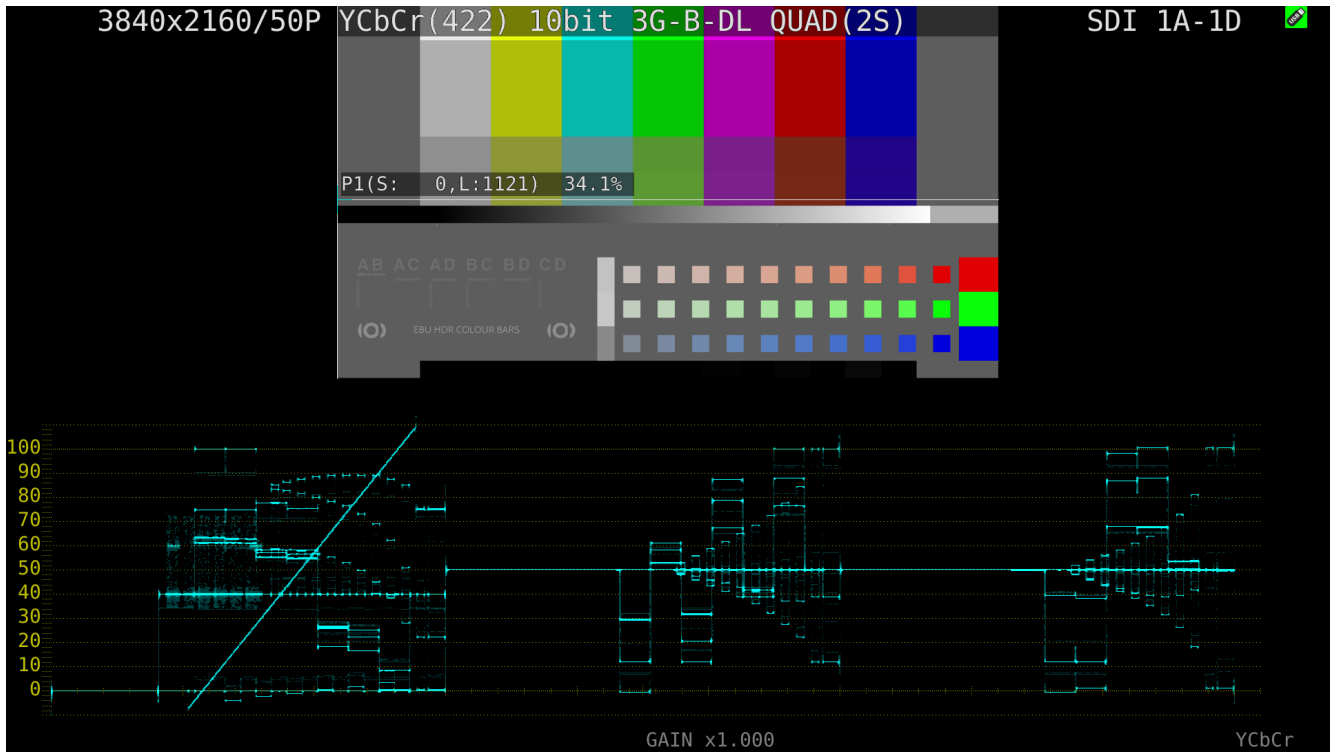 3840x2160/50P YCbCr(422) 10bit 3G-B-DL QUAD(2S) SDI 1A-1D
P1(S: 0,L:1121) 34.1%
AB AC AD BC BD CD
EBU HDR COLOUR BARS
100
90
80
70
60
50
40
30
20
10
0
GAIN x1.000 YCbCr